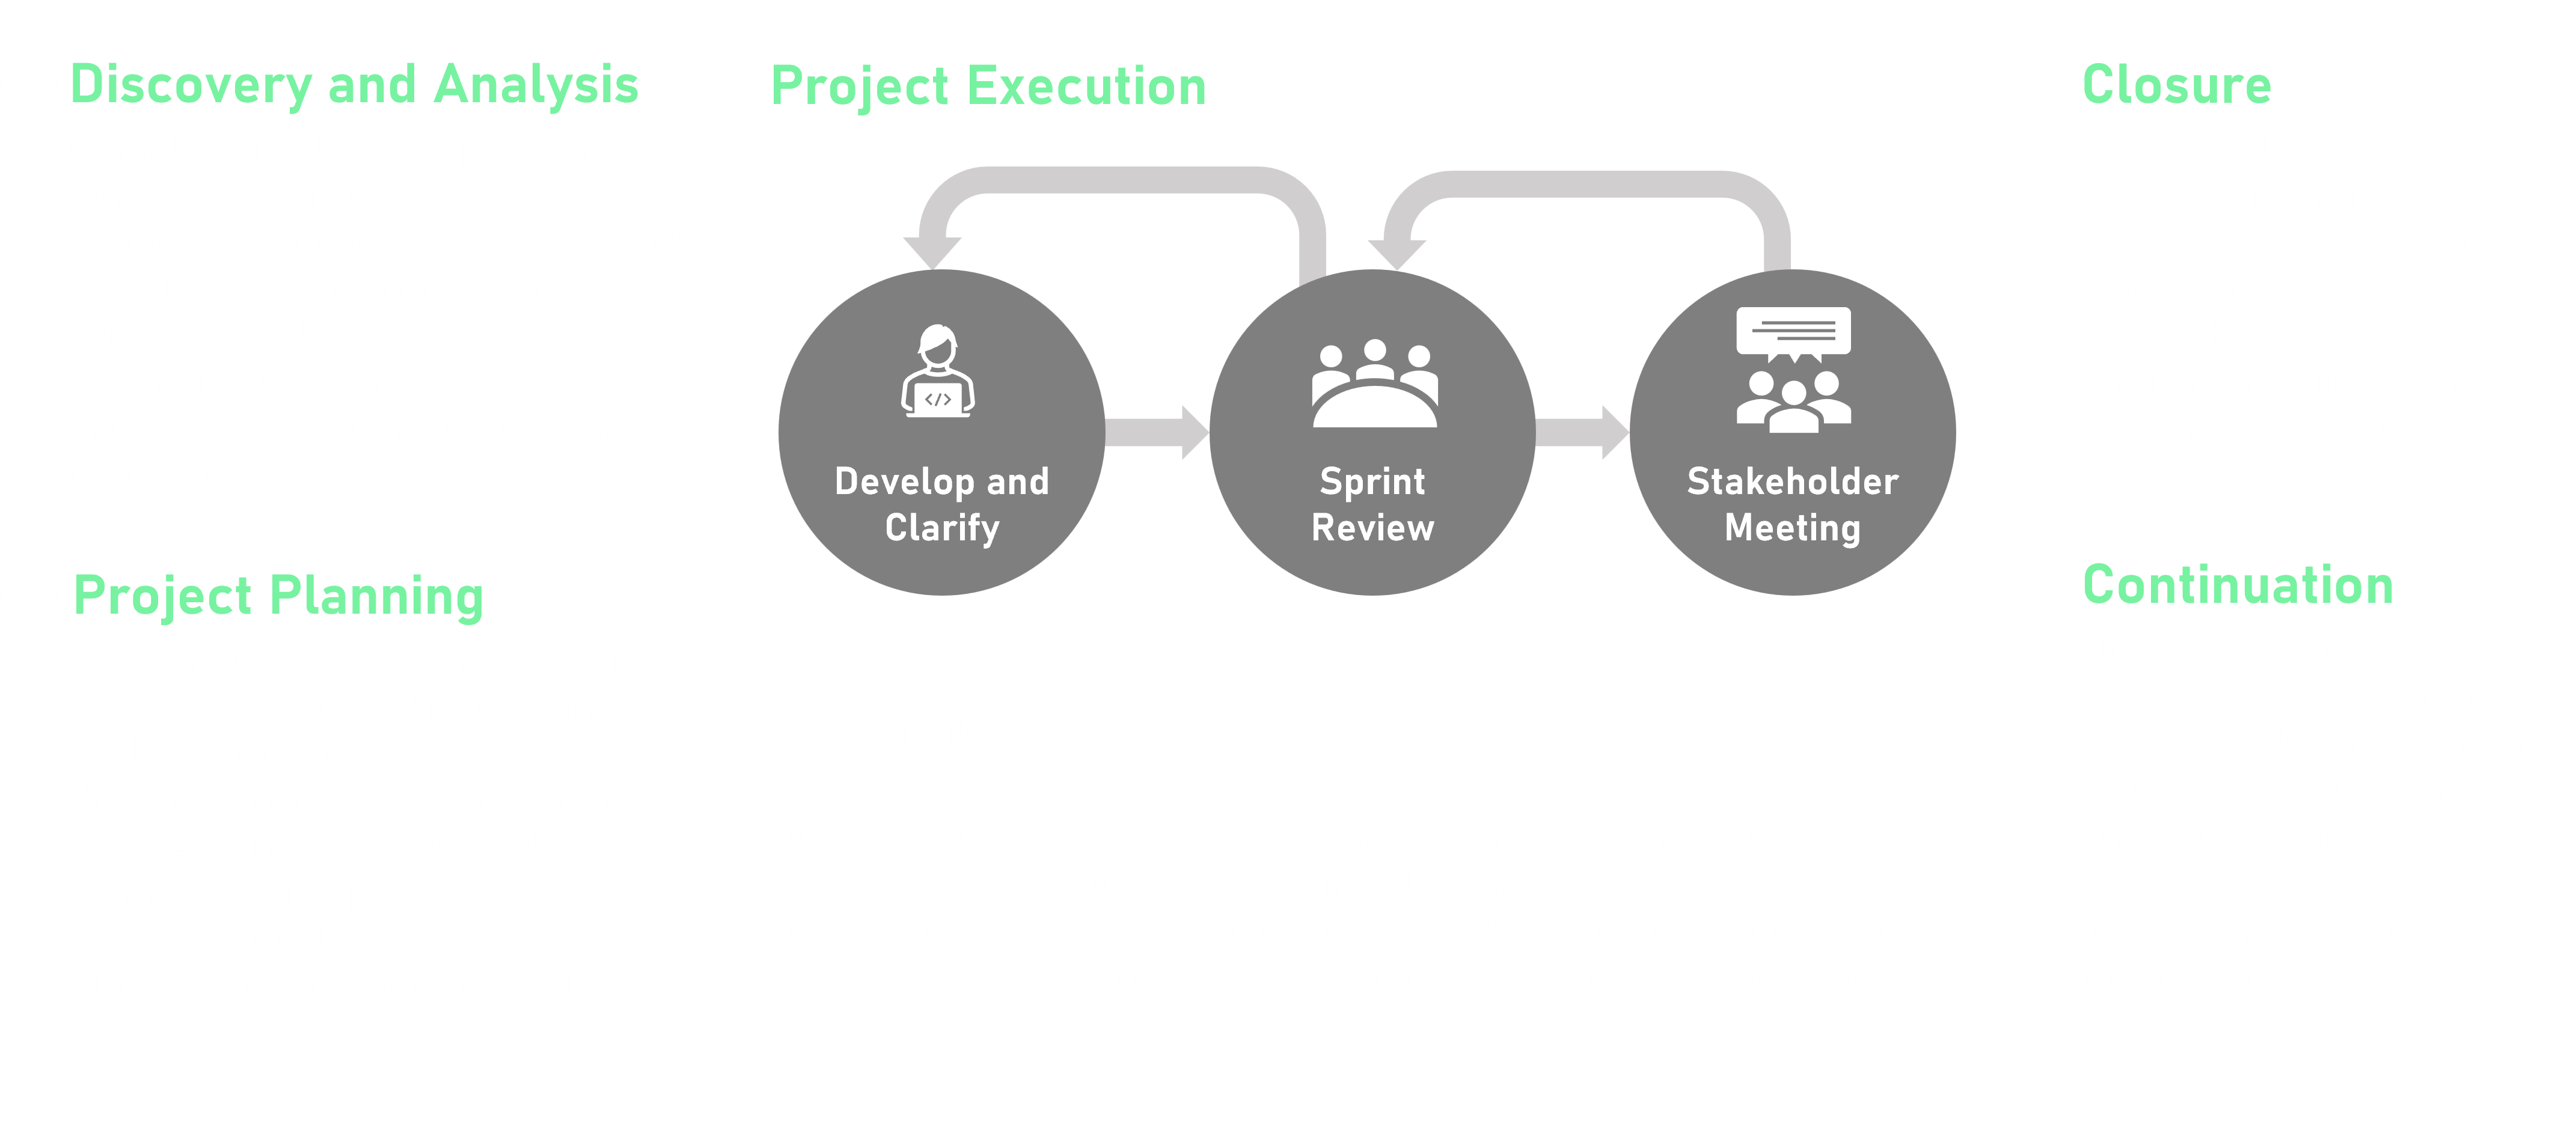 Discovery and Analysis
Project Planning
Project Execution
Develop and
Clarify
Sprint
Review
Stakeholder
Meeting
Closure
Continuation